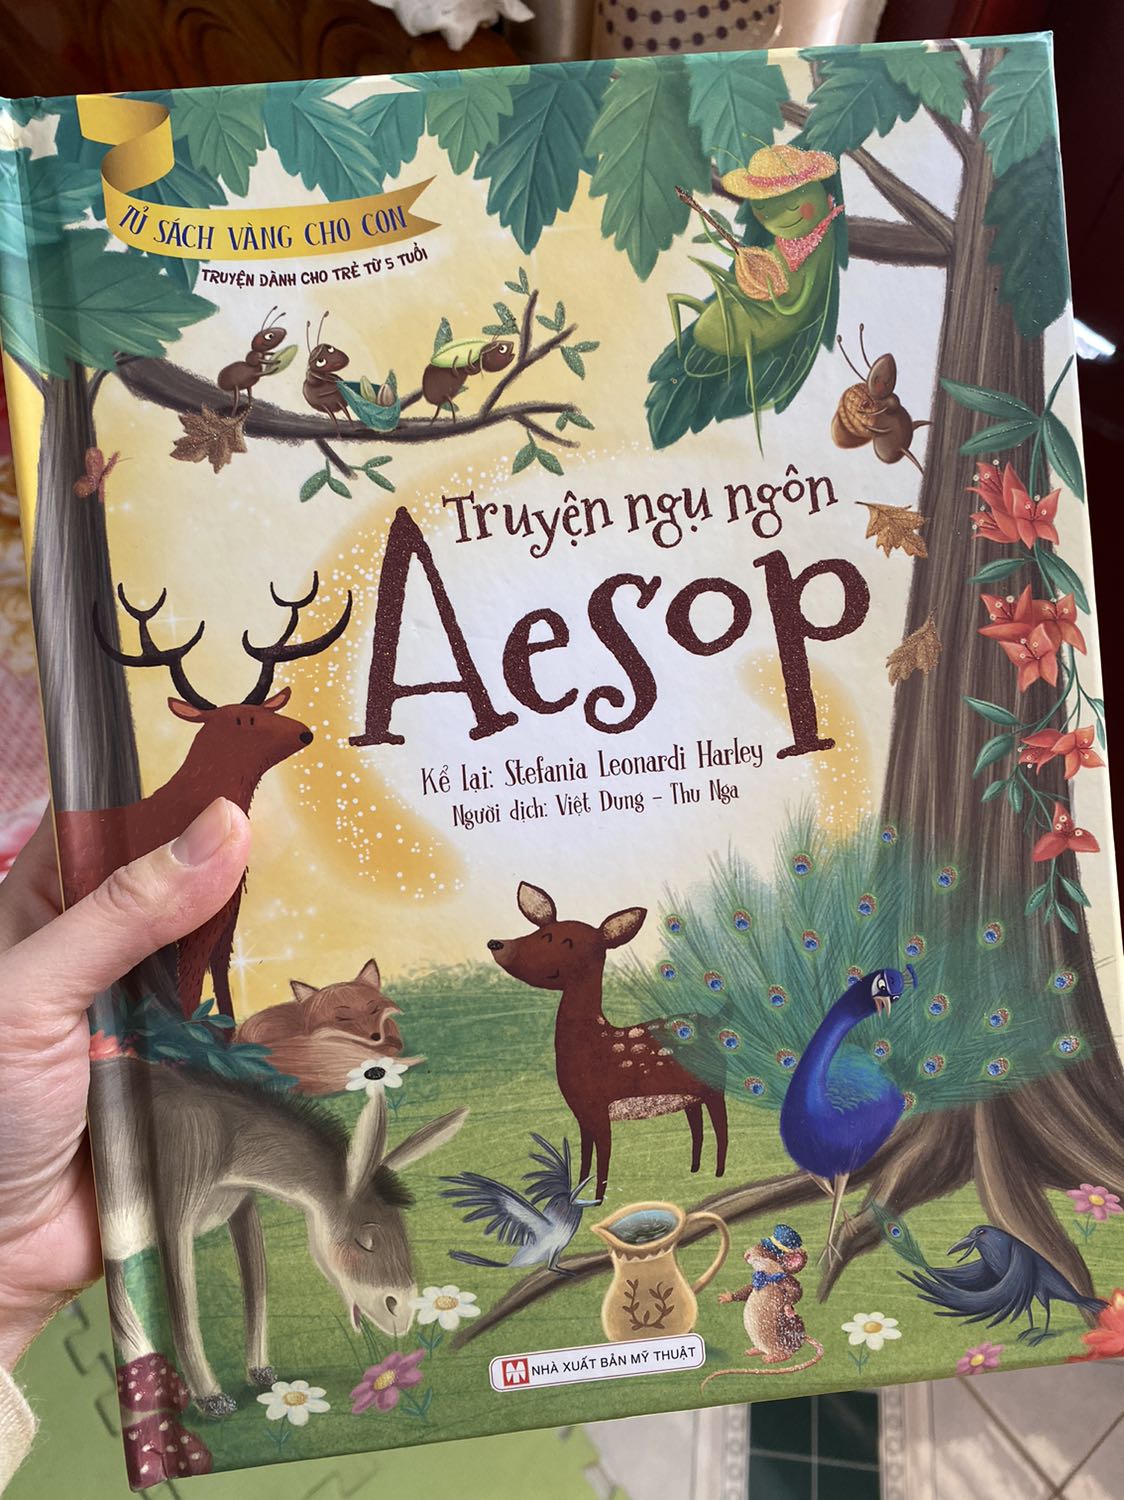 TỦ SÁCH VÀNG CHO CON
TRUYỆN DÀNH CHO TRẺ TỪ 5 TUỔI
Truyện ngụ ngôn
Aesop
Kể lại: Stefania Leonardi Harley
Người dịch: Việt Dung – Thu Nga
NHÀ XUẤT BẢN MỸ THUẬT